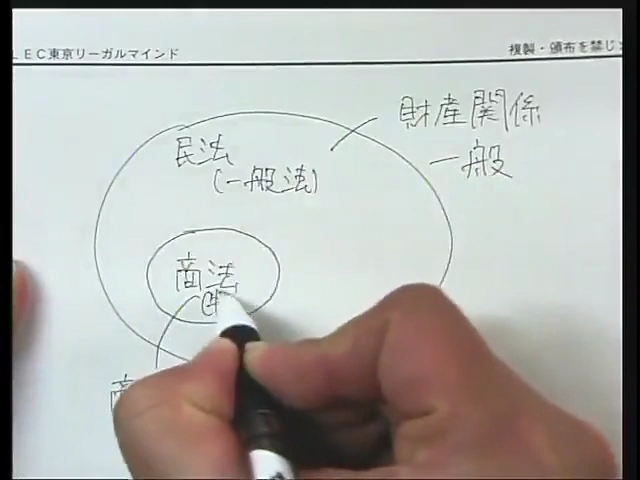 LEC東京リーガルマインド
複製・頒布を禁じ
財産関係
一般
民法
(一般法)
商法
商